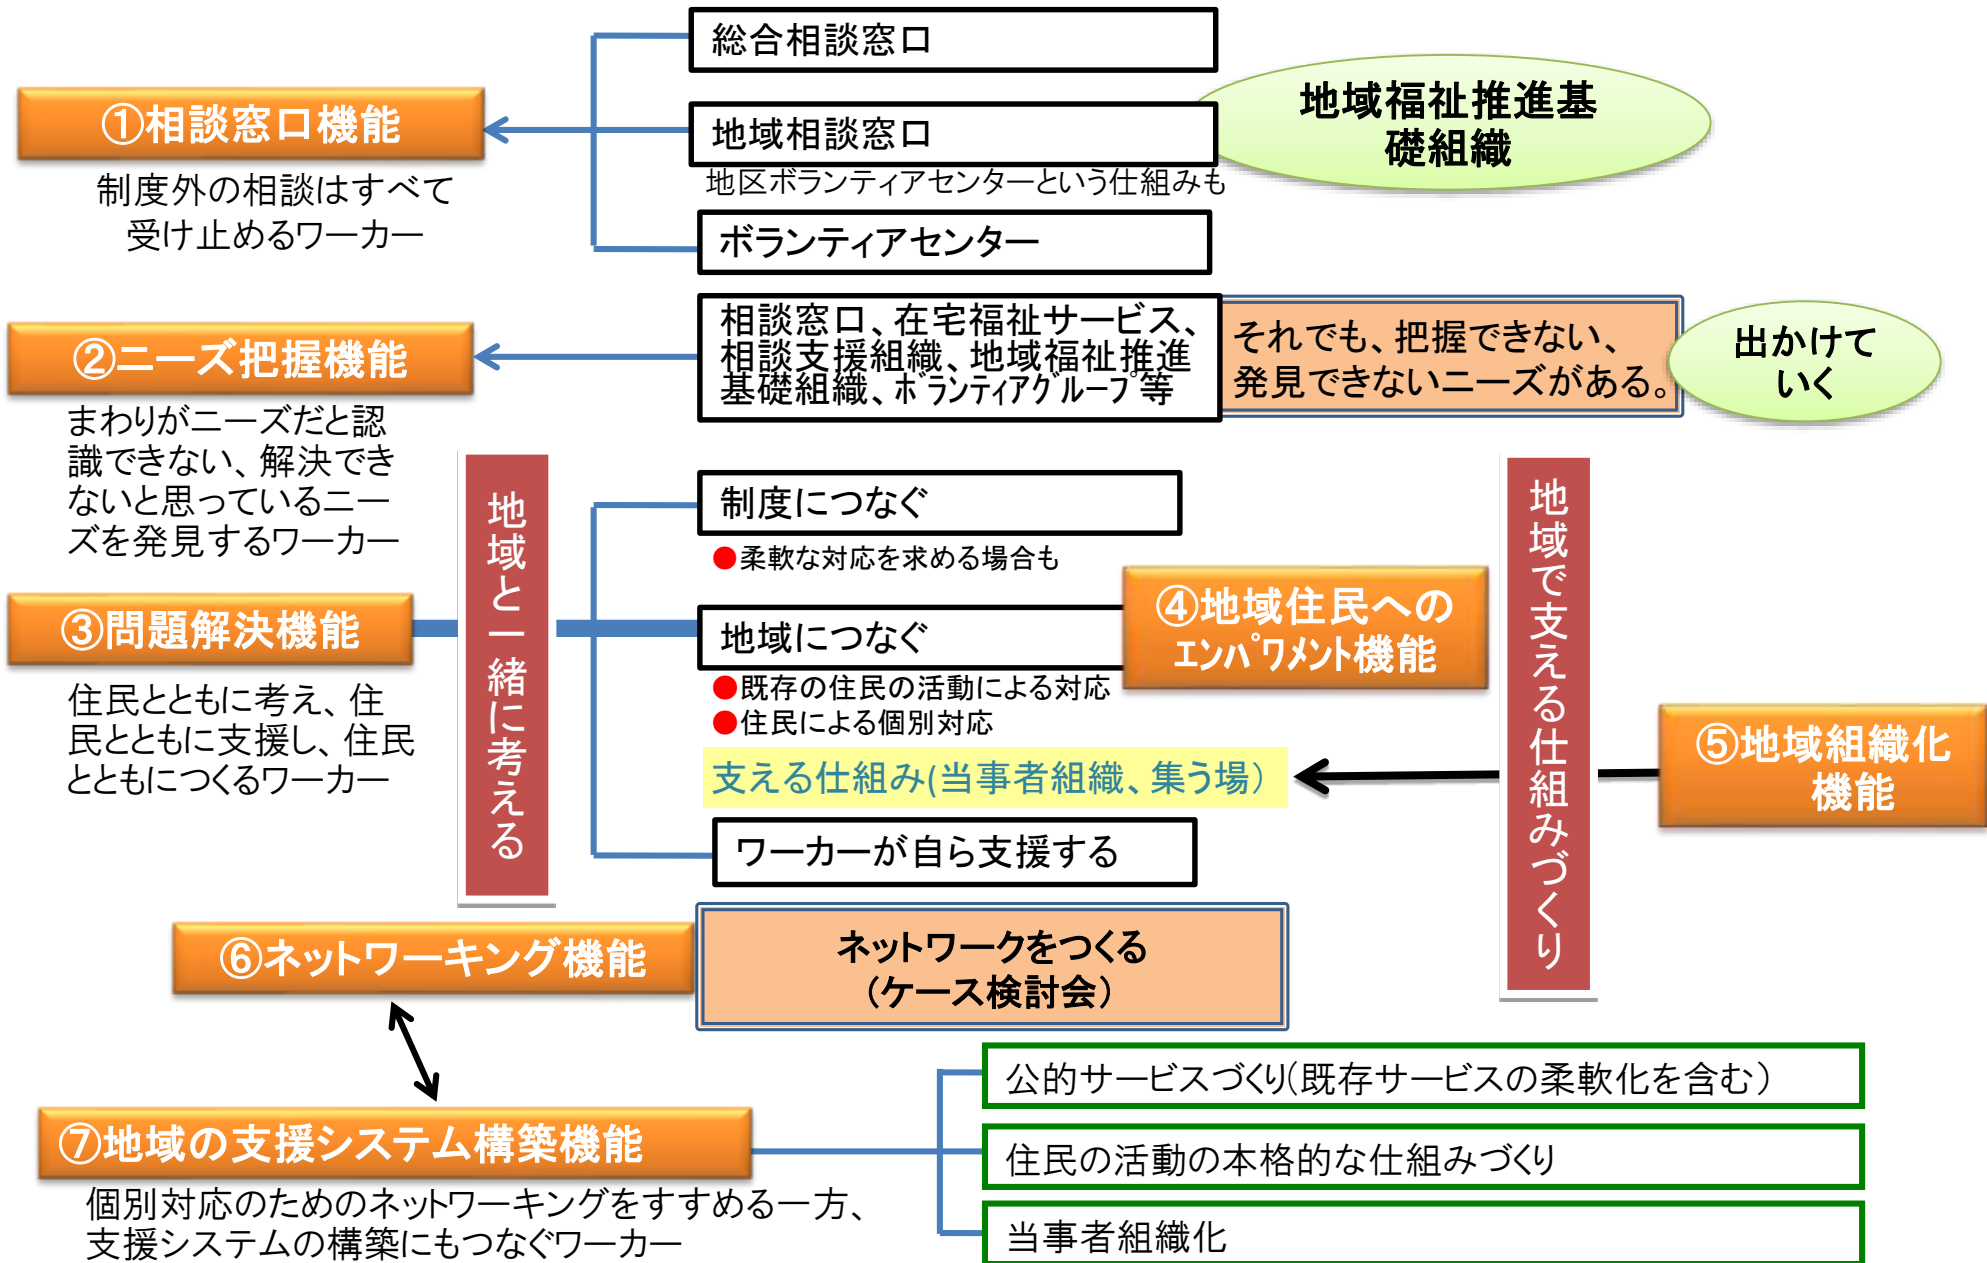 総合相談窓口
地域福祉推進基
礎組織
①相談窓口機能
地域相談窓口
地区ボランティアセンターという仕組みも
制度外の相談はすべて
受け止めるワーカー
ボランティアセンター
②ニーズ把握機能
相談窓口、在宅福祉サービス、
相談支援組織、地域福祉推進
基礎組織、ボランティアグループ等
それでも、把握できない、
発見できないニーズがある。
出かけて
いく
まわりがニーズだと認
識できない、解決でき
ないと思っているニー
ズを発見するワーカー
地域と一緒に考える
制度につなぐ
●柔軟な対応を求める場合も
地域で支える仕組みづくり
③問題解決機能
地域につなぐ
④地域住民への
エンパワメント機能
●既存の住民の活動による対応
●住民による個別対応
住民とともに考え、住
民とともに支援し、住民
とともにつくるワーカー
支える仕組み(当事者組織、集う場）
⑤地域組織化
機能
ワーカーが自ら支援する
⑥ネットワーキング機能
ネットワークをつくる
（ケース検討会）
公的サービスづくり(既存サービスの柔軟化を含む）
⑦地域の支援システム構築機能
住民の活動の本格的な仕組みづくり
個別対応のためのネットワーキングをすすめる一方、
支援システムの構築にもつなぐワーカー
当事者組織化